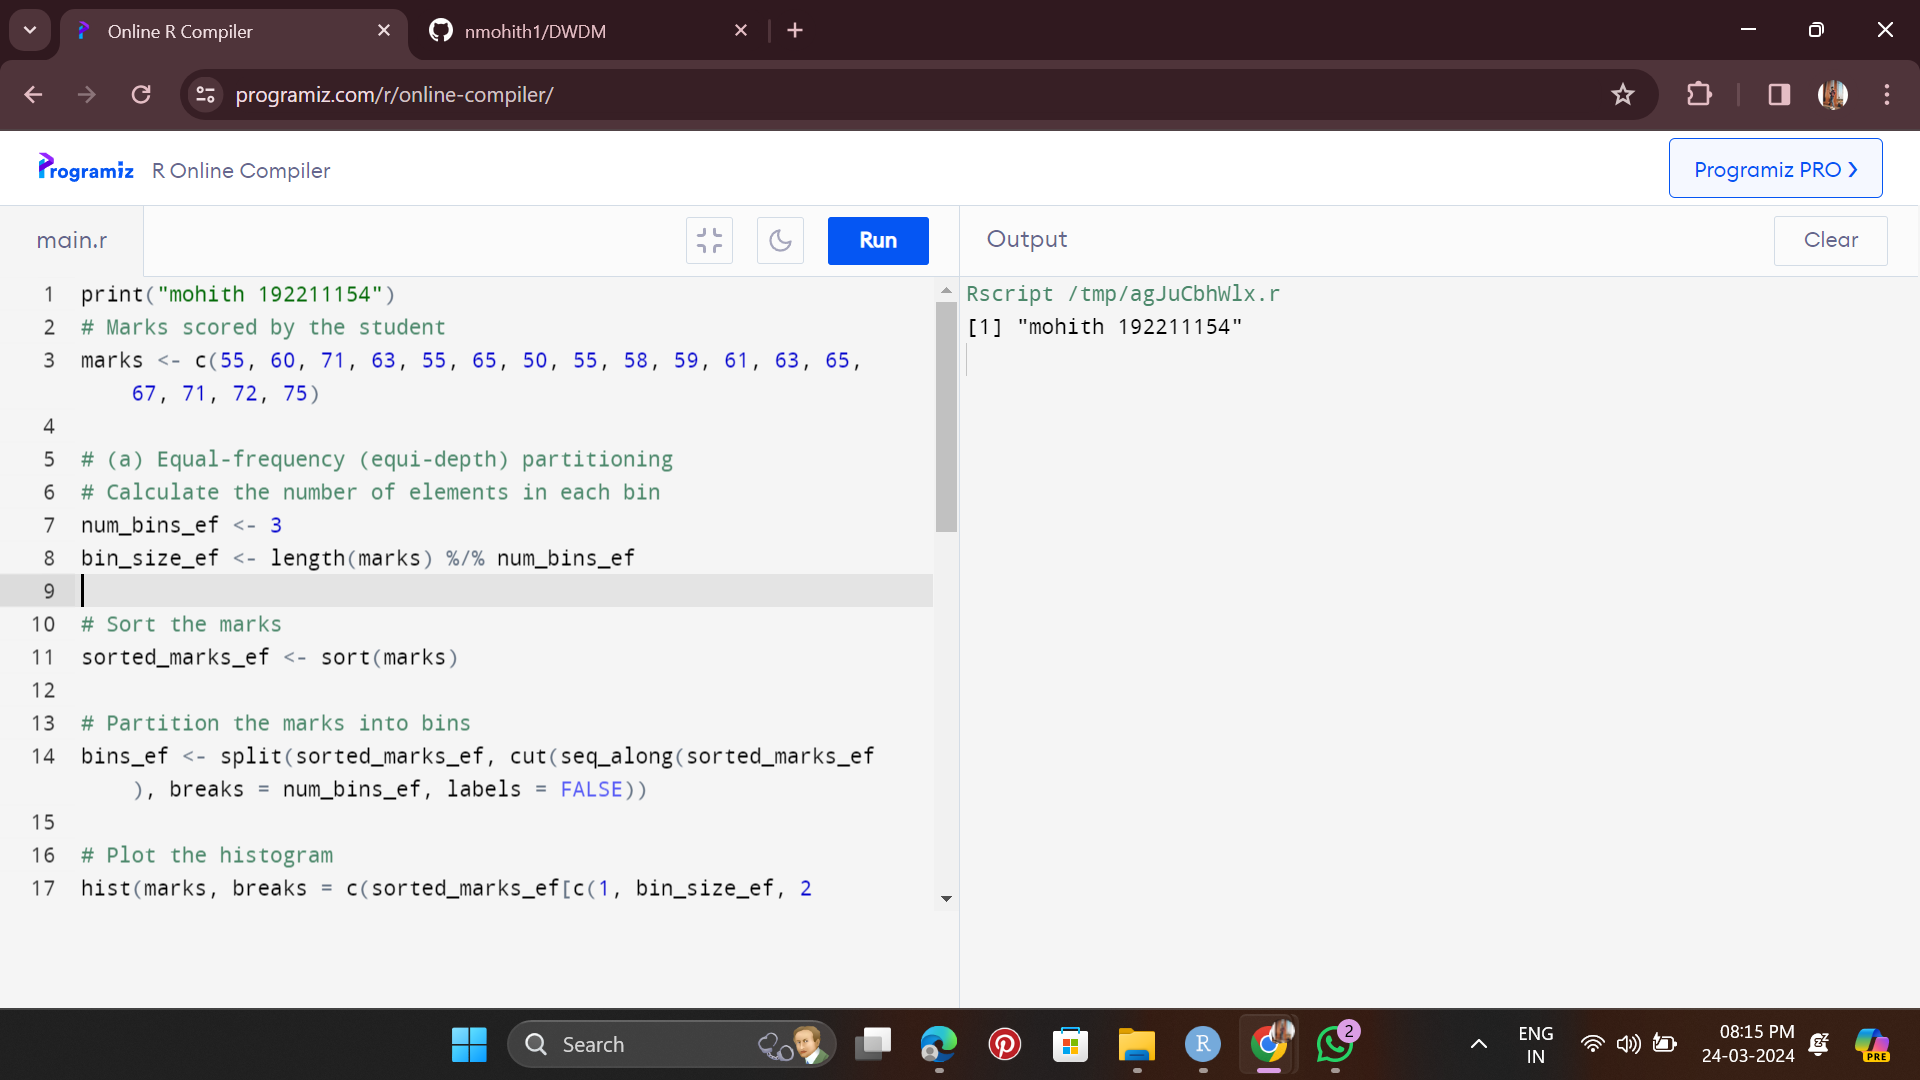 Online R Compiler
nmohith1/DWDM
programiz.com/r/online-compiler/
Programiz R Online Compiler
Programiz PRO ❯
main.r
Run
Output
Clear
1 print("mohith 192211154")
2 # Marks scored by the student
3 marks <- c(55, 60, 71, 63, 55, 65, 50, 55, 58, 59, 61, 63, 65,
67, 71, 72, 75)
4
5 # (a) Equal-frequency (equi-depth) partitioning
6 # Calculate the number of elements in each bin
7 num_bins_ef <- 3
8 bin_size_ef <- length(marks) %/% num_bins_ef
9
10 # Sort the marks
11 sorted_marks_ef <- sort(marks)
12
13 # Partition the marks into bins
14 bins_ef <- split(sorted_marks_ef, cut(seq_along(sorted_marks_ef
), breaks = num_bins_ef, labels = FALSE))
15
16 # Plot the histogram
17 hist(marks, breaks = c(sorted_marks_ef[c(1, bin_size_ef, 2
Rscript /tmp/agJuCbhWlx.r
[1] "mohith 192211154"
Search
R
2
ENG
IN
08:15 PM
24-03-2024
PRE